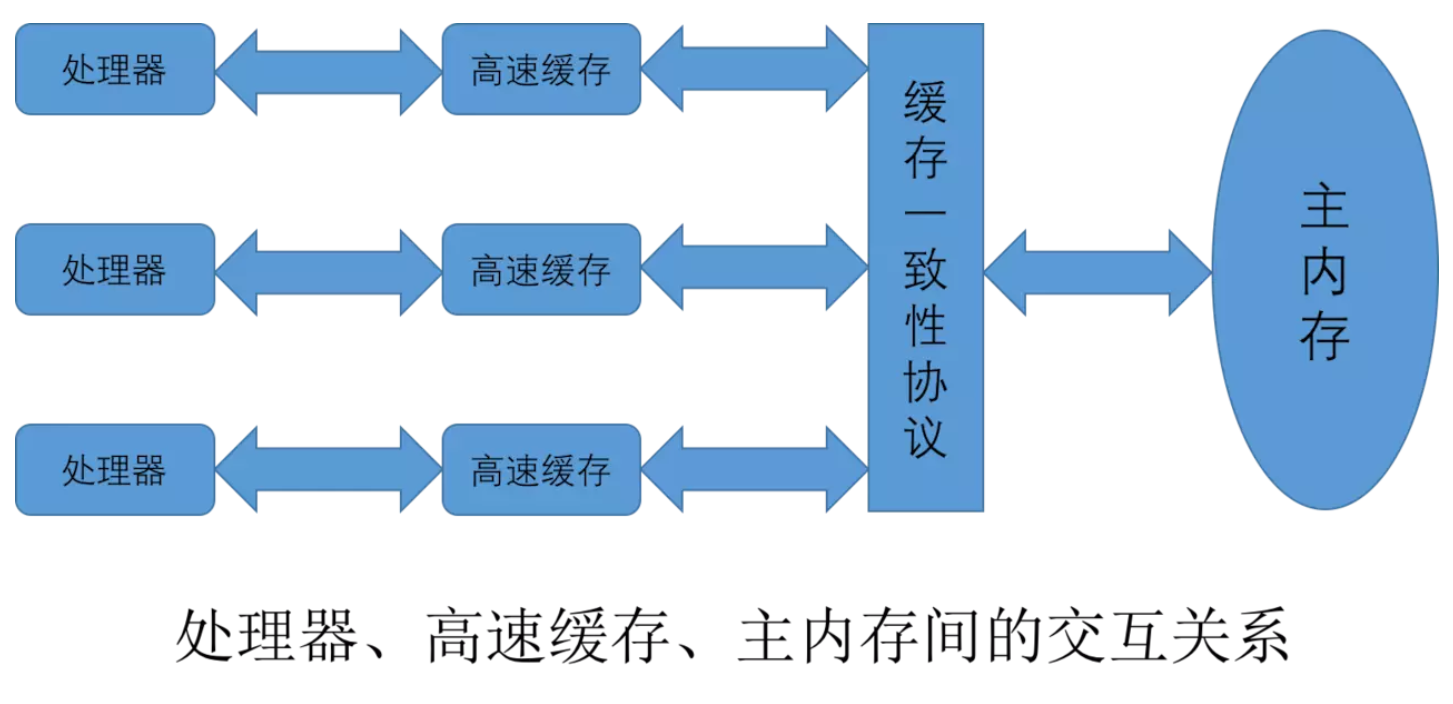 处理器
高速缓存
处理器
高速缓存
处理器
高速缓存
缓存一致性协议
主内存
处理器、高速缓存、主内存间的交互关系